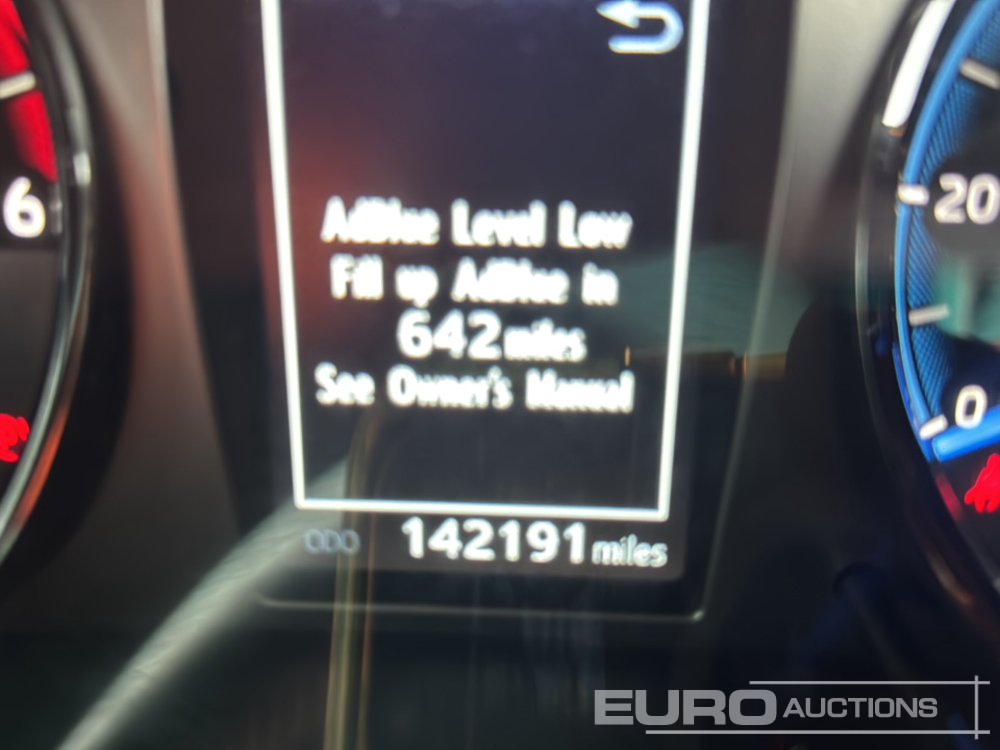 AdBlue Level Low
Fill up AdBlue in
642 miles
See Owner's Manual
ODO 142191 miles
6
20
0
EURO AUCTIONS